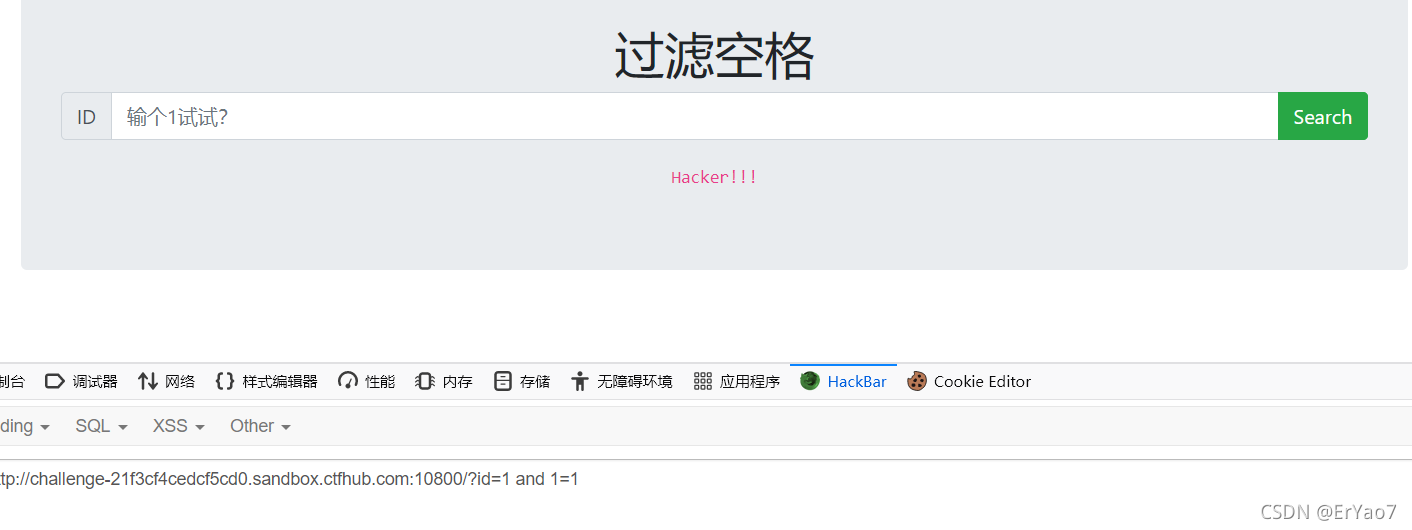 过滤空格
ID 输个1试试? Search
Hacker!!!
制台 调试器 网络 样式编辑器 性能 内存 存储 无障碍环境 应用程序 HackBar Cookie Editor
ding SQL XSS Other
ttp://challenge-21f3cf4cedcf5cd0.sandbox.ctfhub.com:10800/?id=1 and 1=1
CSDN @ErYao7